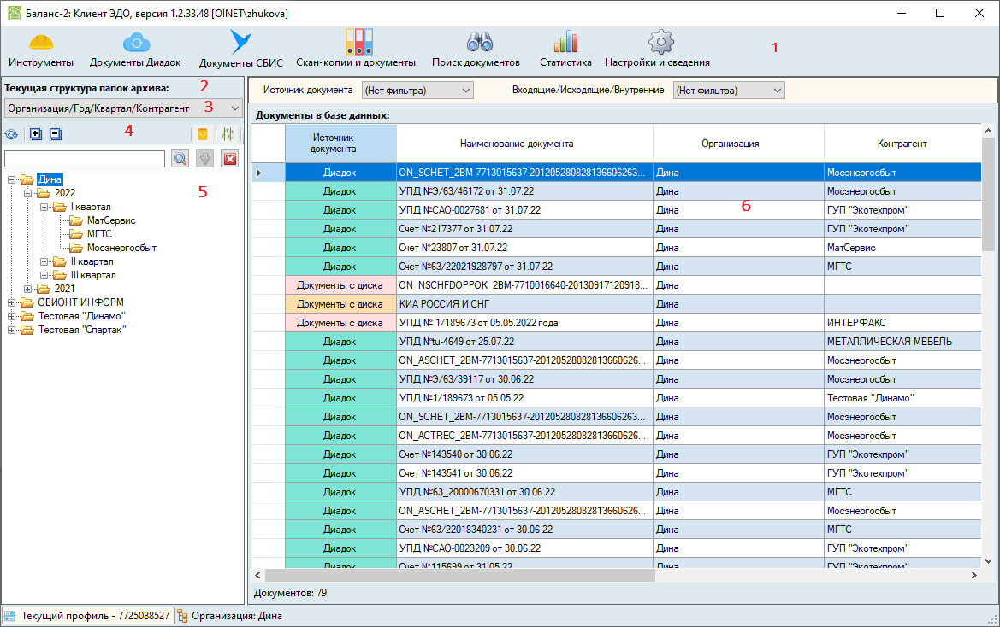 Баланс-2: Клиент ЭДО, версия 1.2.33.48 [OINET\zhukova]
Инструменты Документы Диадок Документы СБИС Скан-копии и документы Поиск документов Статистика Настройки и сведения 1
Текущая структура папок архива: 2
Организация/Год/Квартал/Контрагент 3
4
5
Дина
2022
I квартал
МатСервис
МГТС
Мосэнергосбыт
II квартал
III квартал
2021
ОВИОНТ ИНФОРМ
Тестовая "Динамо"
Тестовая "Спартак"
Источник документа (Нет фильтра) Входящие/Исходящие/Внутренние (Нет фильтра)
Документы в базе данных:
Источник документа Наименование документа Организация Контрагент
Диадок ON_SCHET_2BM-7713015637-201205280828136606263... Дина Мосэнергосбыт
Диадок УПД №Э/63/46172 от 31.07.22 Дина Мосэнергосбыт
6
Диадок УПД №САО-0027681 от 31.07.22 Дина ГУП "Экотехпром"
Диадок Счет №217377 от 31.07.22 Дина ГУП "Экотехпром"
Диадок Счет №23807 от 31.07.22 Дина МатСервис
Диадок Счет №63/22021928797 от 31.07.22 Дина МГТС
Документы с диска ON_NSCHFDOPPOK_2BM-7710016640-20130917120918... Дина
Документы с диска КИА РОССИЯ И СНГ Дина
Документы с диска УПД № 1/189673 от 05.05.2022 года Дина ИНТЕРФАКС
Диадок УПД №tu-4649 от 25.07.22 Дина МЕТАЛЛИЧЕСКАЯ МЕБЕЛЬ
Диадок ON_ASCHET_2BM-7713015637-20120528082813660626... Дина Мосэнергосбыт
Диадок УПД №Э/63/39117 от 30.06.22 Дина Мосэнергосбыт
Диадок УПД №1/189673 от 05.05.22 Дина Тестовая "Динамо"
Диадок ON_SCHET_2BM-7713015637-201205280828136606263... Дина Мосэнергосбыт
Диадок ON_ACTREC_2BM-7713015637-20120528082813660626... Дина Мосэнергосбыт
Диадок Счет №143540 от 30.06.22 Дина ГУП "Экотехпром"
Диадок Счет №143541 от 30.06.22 Дина ГУП "Экотехпром"
Диадок УПД №63_20000670331 от 30.06.22 Дина МГТС
Диадок ON_ASCHET_2BM-7713015637-20120528082813660626... Дина Мосэнергосбыт
Диадок Счет №63/22018340231 от 30.06.22 Дина МГТС
Диадок УПД №САО-0023209 от 30.06.22 Дина ГУП "Экотехпром"
Диадок Счет №115699 от 31.05.22 Дина ГУП "Экотехпром"
Документов: 79
Текущий профиль - 7725088527 Организация: Дина